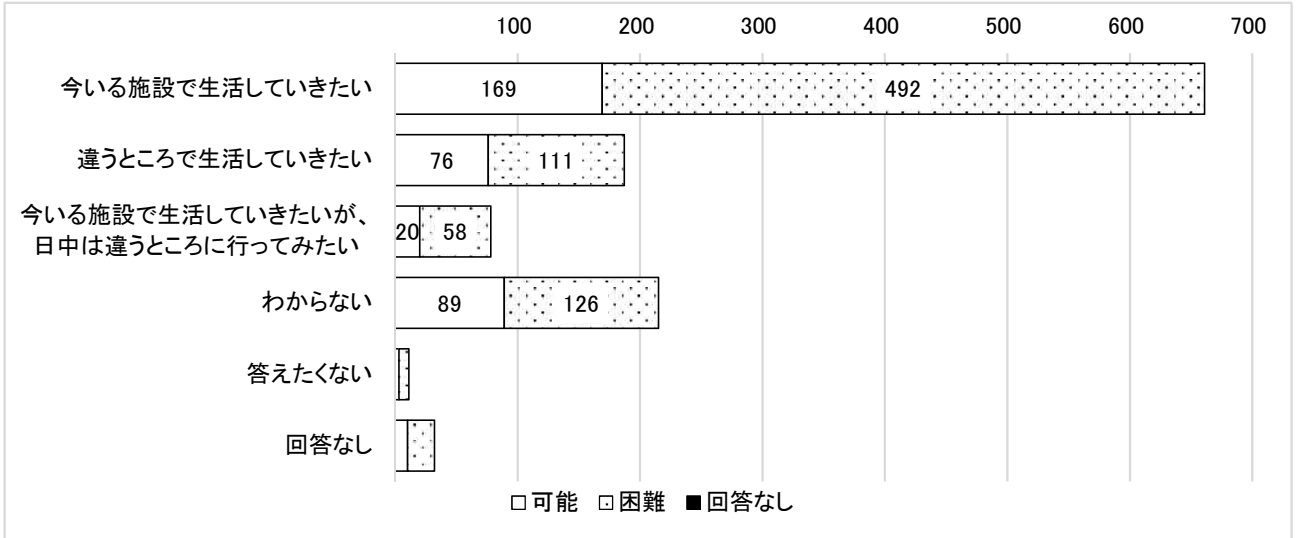 100 200 300 400 500 600 700
今いる施設で生活していきたい 169 492
違うところで生活していきたい 76 111
今いる施設で生活していきたいが、
日中は違うところに行ってみたい 20 58
わからない 89 126
答えたくない
回答なし
□可能 □困難 ■回答なし